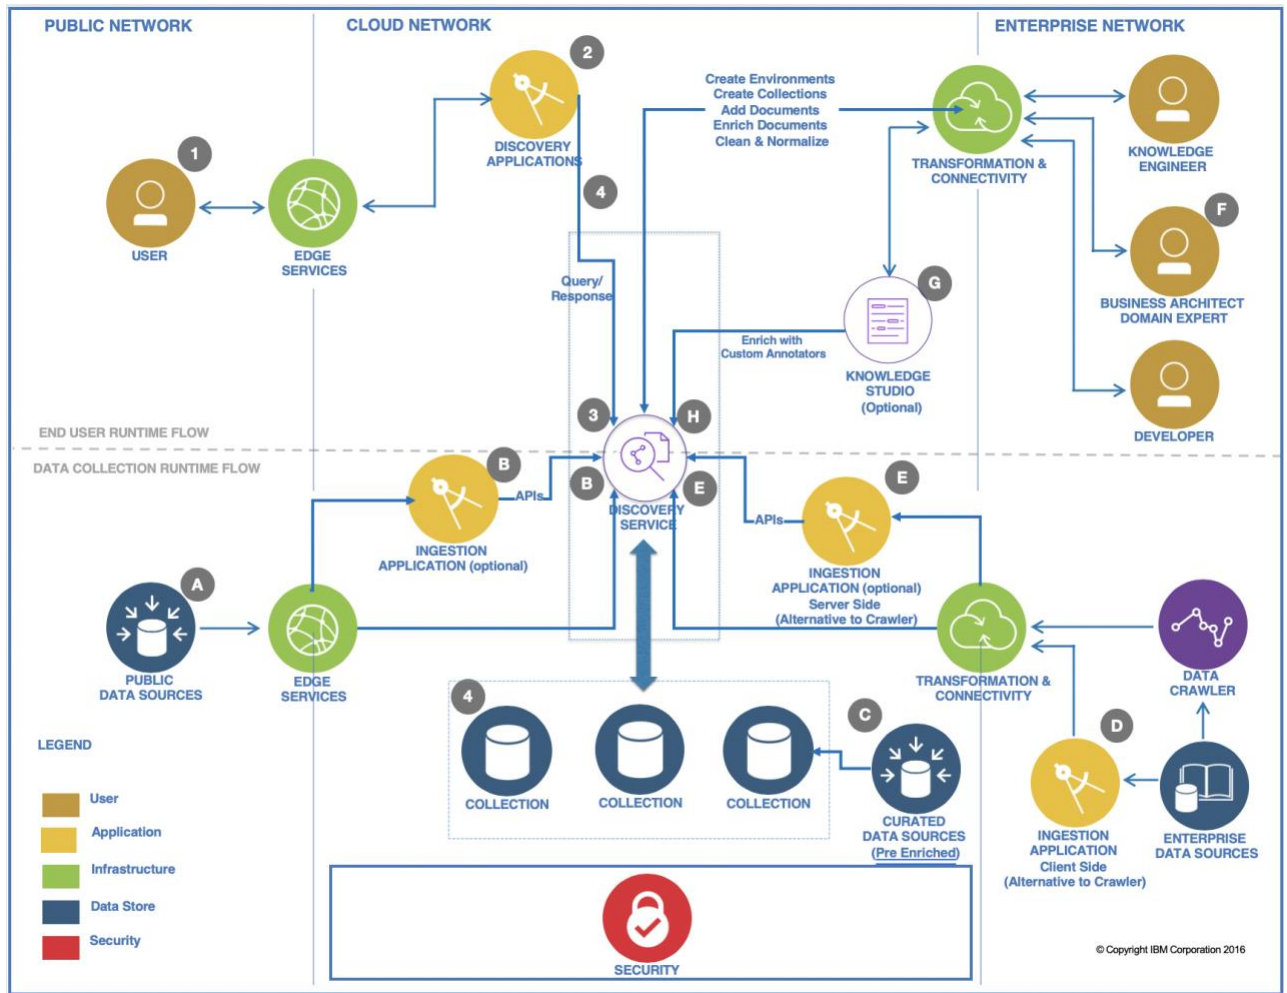 PUBLIC NETWORK
CLOUD NETWORK
ENTERPRISE NETWORK
2
Create Environments
Create Collections
Add Documents
Enrich Documents
Clean & Normalize
DISCOVERY
APPLICATIONS
TRANSFORMATION &
CONNECTIVITY
KNOWLEDGE
ENGINEER
1
4
F
USER
EDGE
SERVICES
Query/
Response
G
BUSINESS ARCHITECT
DOMAIN EXPERT
Enrich with
Custom Annotators
KNOWLEDGE
STUDIO
(Optional)
3
H
DEVELOPER
END USER RUNTIME FLOW
DATA COLLECTION RUNTIME FLOW
B
B
E
E
APIs
DISCOVERY
SERVICE
APIs
INGESTION
APPLICATION (optional)
INGESTION
APPLICATION (optional)
Server Side
(Alternative to Crawler)
A
PUBLIC
DATA SOURCES
EDGE
SERVICES
TRANSFORMATION &
CONNECTIVITY
DATA
CRAWLER
4
C
D
COLLECTION
COLLECTION
COLLECTION
CURATED
DATA SOURCES
(Pre Enriched)
INGESTION
APPLICATION
Client Side
(Alternative to Crawler)
ENTERPRISE
DATA SOURCES
LEGEND
User
Application
Infrastructure
Data Store
Security
SECURITY
© Copyright IBM Corporation 2016